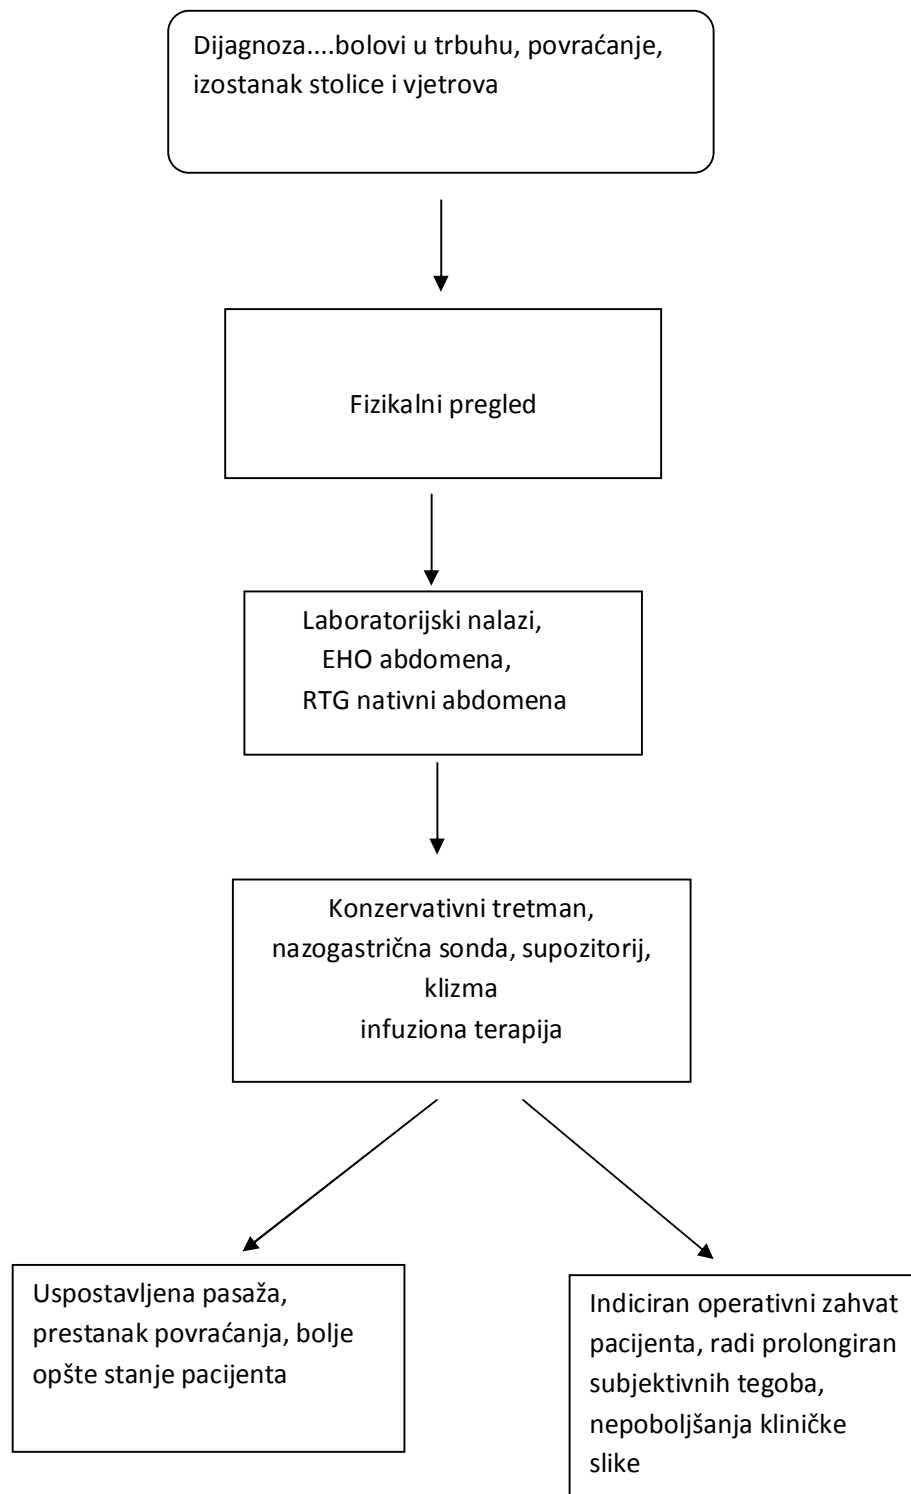 Dijagnoza....bolovi u trbuhu, povraćanje,
izostanak stolice i vjetrova
Fizikalni pregled
Laboratorijski nalazi,
EHO abdomena,
RTG nativni abdomena
Konzervativni tretman,
nazogastrična sonda, supozitorij,
klizma
infuziona terapija
Uspostavljena pasaža,
prestanak povraćanja, bolje
opšte stanje pacijenta
Indiciran operativni zahvat
pacijenta, radi prolongiran
subjektivnih tegoba,
nepoboljšanja kliničke
slike